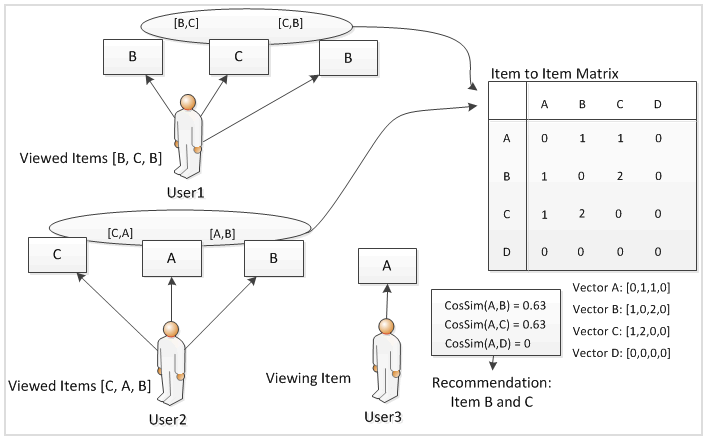 [B,C] [C,B]
B C B
Viewed Items [B, C, B]
User1
Item to Item Matrix
A B C D
A 0 1 1 0
B 1 0 2 0
C 1 2 0 0
D 0 0 0 0
[C,A] [A,B]
C A B
Viewed Items [C, A, B]
User2
A
Viewing Item
User3
CosSim(A,B) = 0.63
CosSim(A,C) = 0.63
CosSim(A,D) = 0
Vector A: [0,1,1,0]
Vector B: [1,0,2,0]
Vector C: [1,2,0,0]
Vector D: [0,0,0,0]
Recommendation:
Item B and C